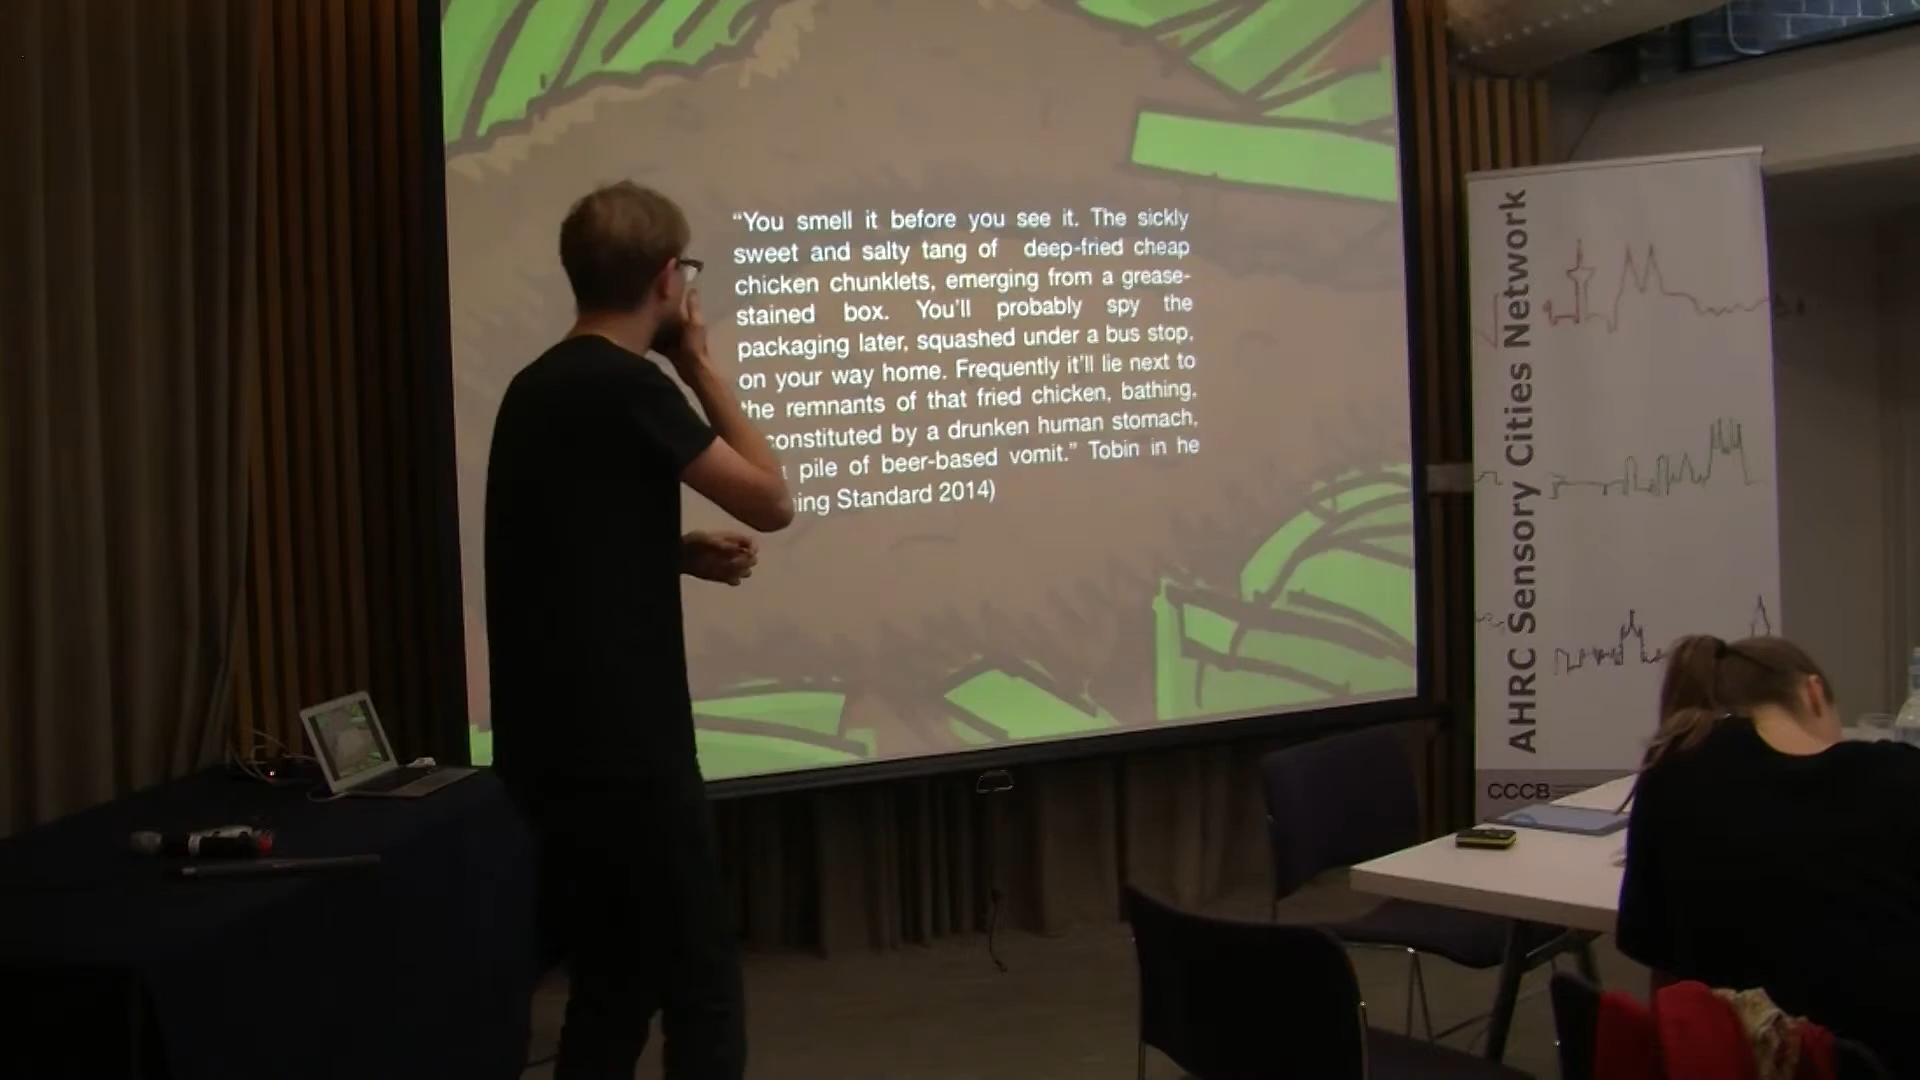 “You smell it before you see it. The sickly
sweet and salty tang of deep-fried cheap
chicken chunklets, emerging from a grease-
stained box. You'll probably spy the
packaging later, squashed under a bus stop,
on your way home. Frequently it'll lie next to
the remnants of that fried chicken, bathing,
constituted by a drunken human stomach,
pile of beer-based vomit.” Tobin in he
ing Standard 2014)
AHRC Sensory Cities Network
CCCB